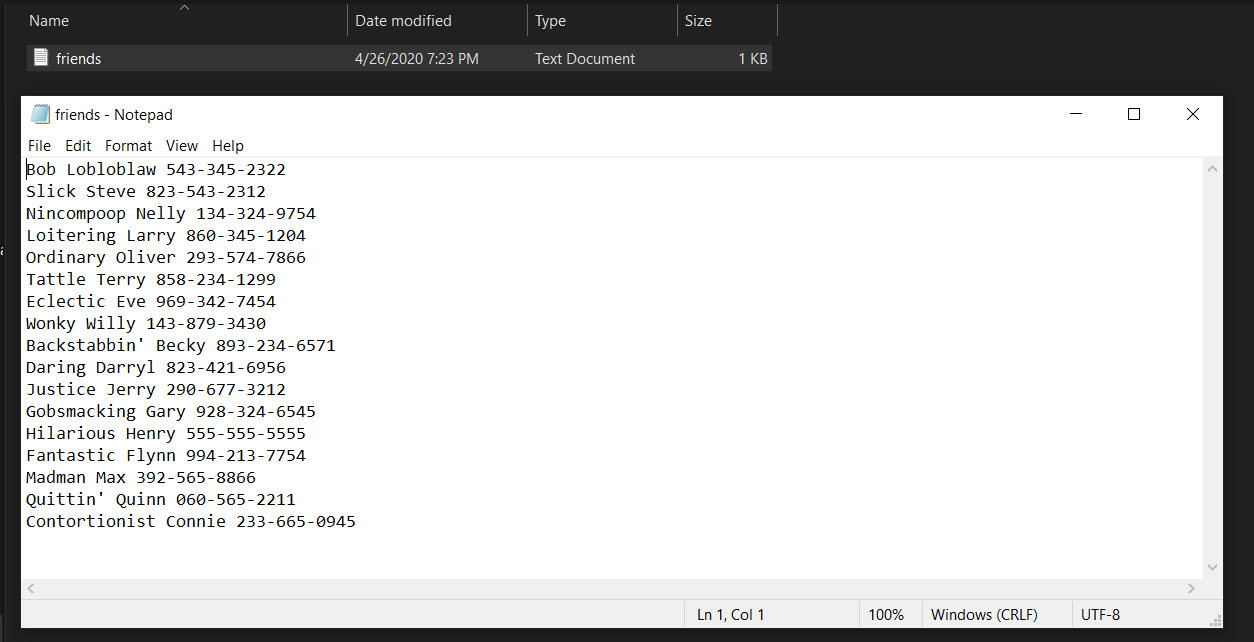 Name Date modified Type Size
friends 4/26/2020 7:23 PM Text Document 1 KB
friends - Notepad
File Edit Format View Help
Bob Lobloblaw 543-345-2322
Slick Steve 823-543-2312
Nincompoop Nelly 134-324-9754
Loitering Larry 860-345-1204
Ordinary Oliver 293-574-7866
Tattle Terry 858-234-1299
Eclectic Eve 969-342-7454
Wonky Willy 143-879-3430
Backstabbin' Becky 893-234-6571
Daring Darryl 823-421-6956
Justice Jerry 290-677-3212
Gobsmacking Gary 928-324-6545
Hilarious Henry 555-555-5555
Fantastic Flynn 994-213-7754
Madman Max 392-565-8866
Quittin' Quinn 060-565-2211
Contortionist Connie 233-665-0945
Ln 1, Col 1 100% Windows (CRLF) UTF-8